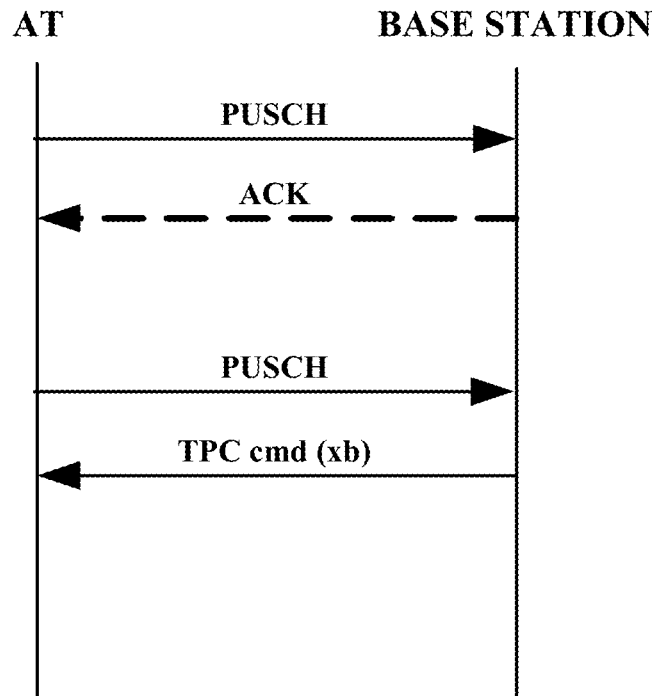 AT
BASE STATION
PUSCH
ACK
PUSCH
TPC cmd (xb)